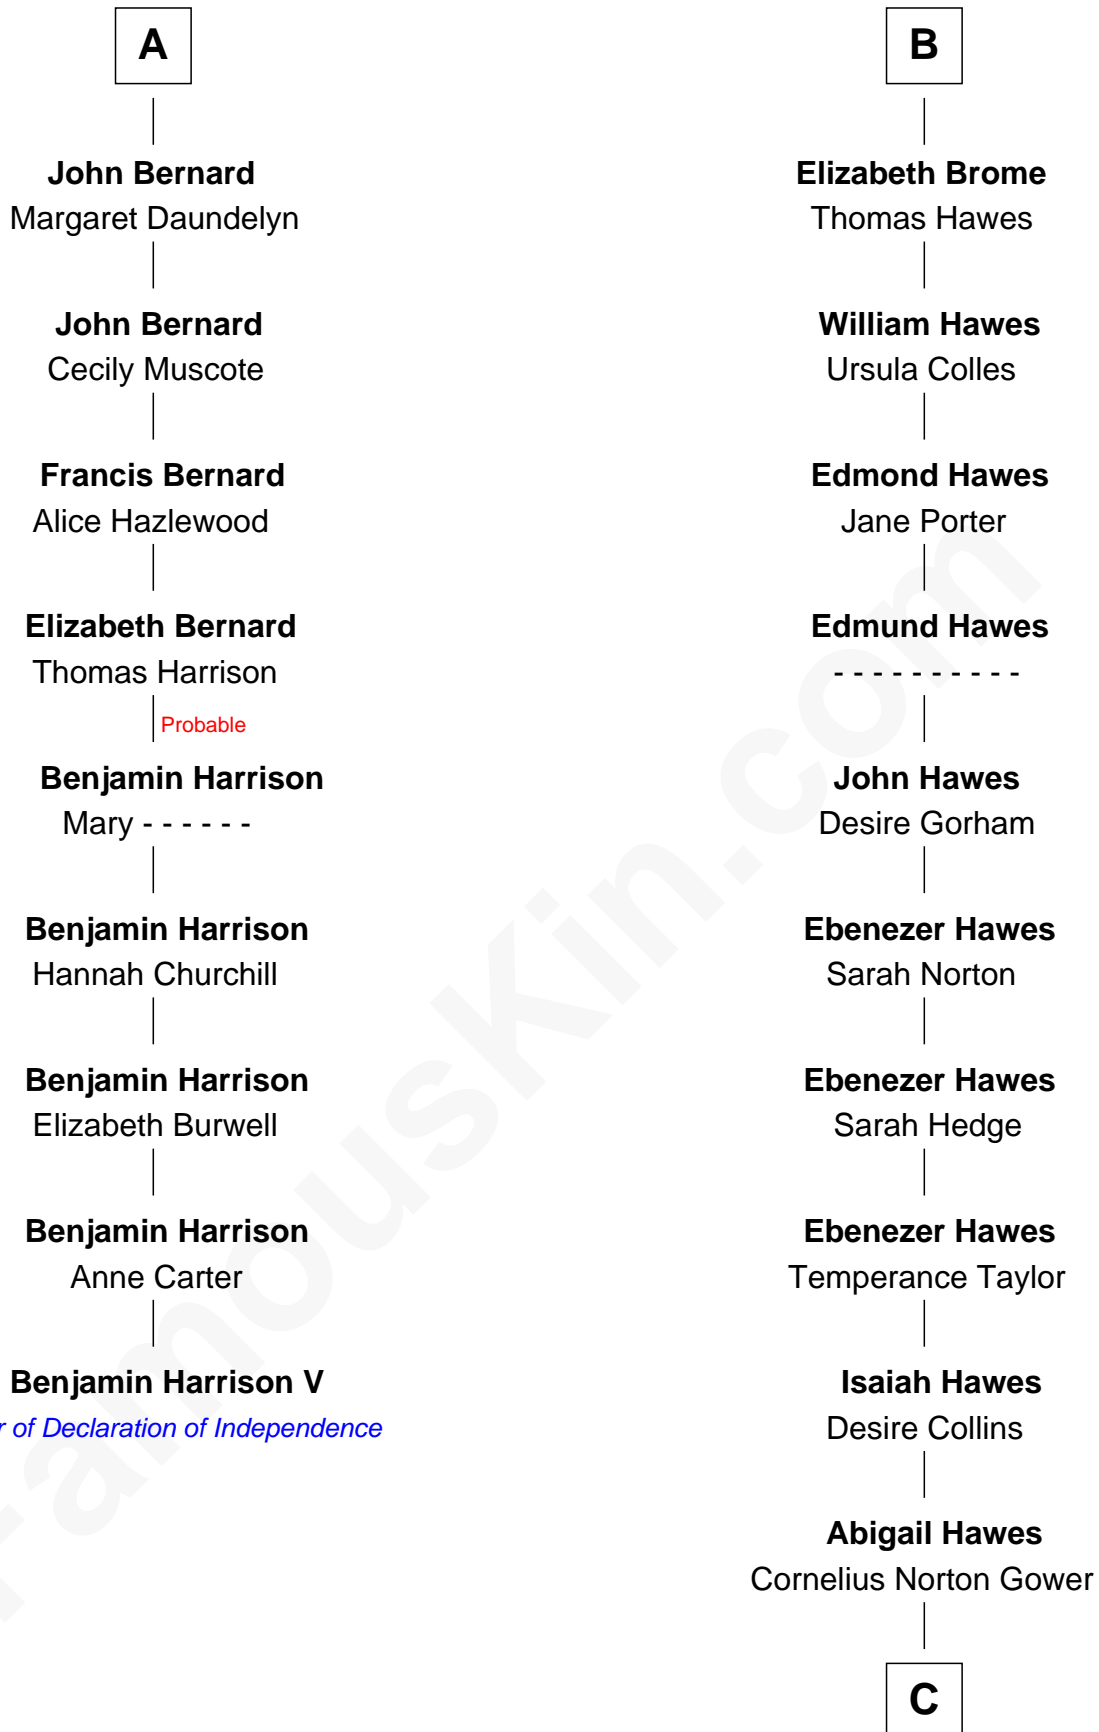 A
John Bernard
Margaret Daundelyn
John Bernard
Cecily Muscote
Francis Bernard
Alice Hazlewood
Elizabeth Bernard
Thomas Harrison
Probable
Benjamin Harrison
Mary - - - - - -
Benjamin Harrison
Hannah Churchill
Benjamin Harrison
Elizabeth Burwell
Benjamin Harrison
Anne Carter
Benjamin Harrison V
of Declaration of Independence
B
Elizabeth Brome
Thomas Hawes
William Hawes
Ursula Colles
Edmond Hawes
Jane Porter
Edmund Hawes
- - - - - - - - - -
John Hawes
Desire Gorham
Ebenezer Hawes
Sarah Norton
Ebenezer Hawes
Sarah Hedge
Ebenezer Hawes
Temperance Taylor
Isaiah Hawes
Desire Collins
Abigail Hawes
Cornelius Norton Gower
C
FamousKin.com